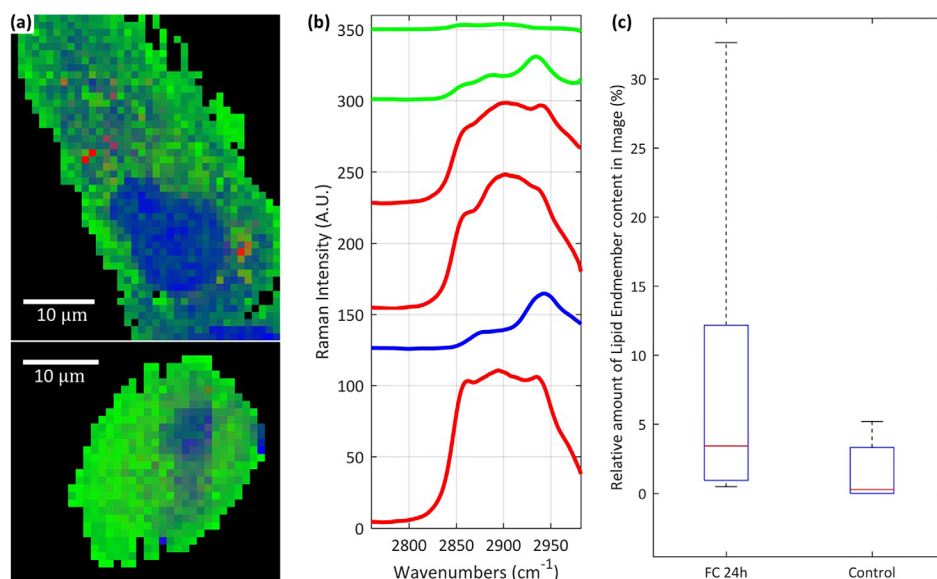 (a)
10 µm
10 µm
(b)
Raman Intensity (A.U.)
350
300
250
200
150
100
50
0
2800 2850 2900 2950
Wavenumbers (cm⁻¹)
(c)
Relative amount of Lipid Endmember content in Image (%)
30
25
20
15
10
5
0
FC 24h Control